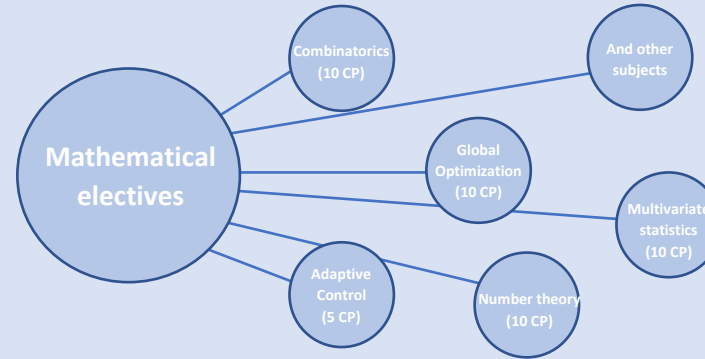 Mathematical
electives
Combinatorics
(10 CP)
And other
subjects
Global
Optimization
(10 CP)
Multivariate
statistics
(10 CP)
Adaptive
Control
(5 CP)
Number theory
(10 CP)